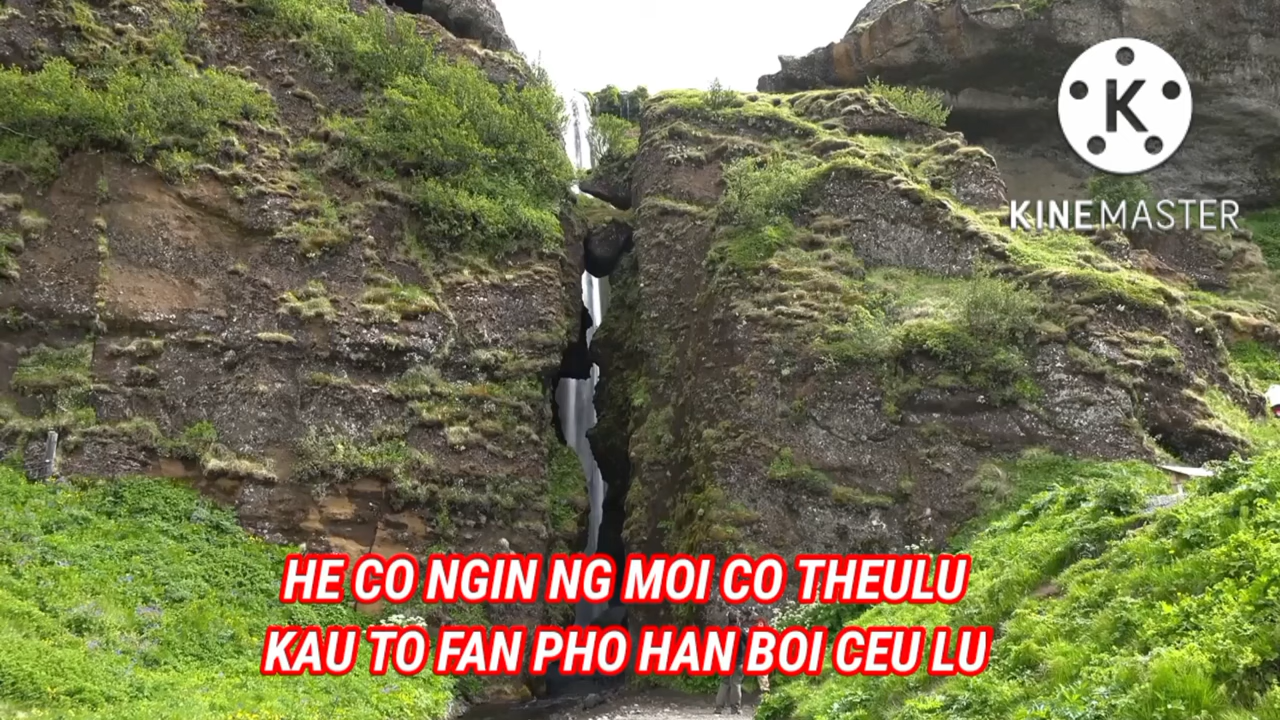 K
KINEMASTER
HE CO NGIN NG MOI CO THEULU
KAU TO FAN PHO HAN BOI CEU LU